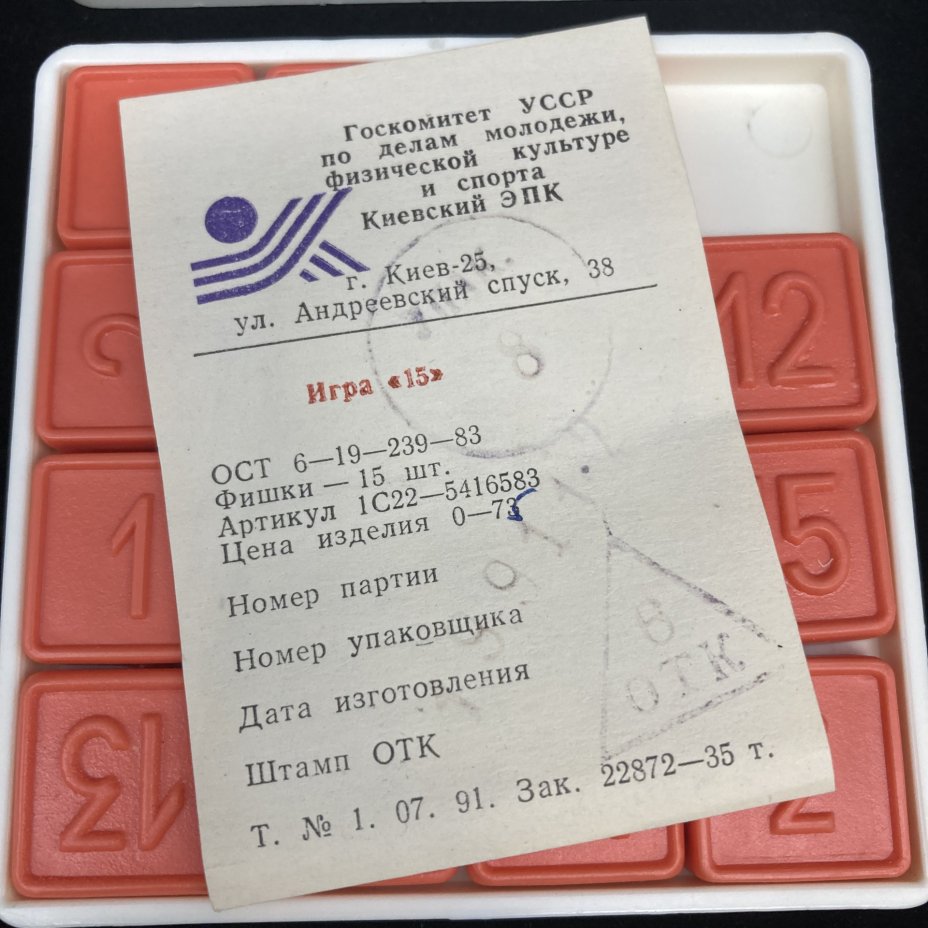 Госкомитет УССР
по делам молодежи,
физической культуре
и спорта
Киевский ЭПК
г. Киев-25,
ул. Андреевский спуск, 38
8
Игра «15»
ОСТ 6—19—239—83
Фишки — 15 шт.
Артикул 1С22—5416583
Цена изделия 0—73
Номер партии
Номер упаковщика
Дата изготовления
Штамп ОТК
8
ОТК
Т. № 1. 07. 91. Зак. 22872—35 т.
12
1
5
13
2